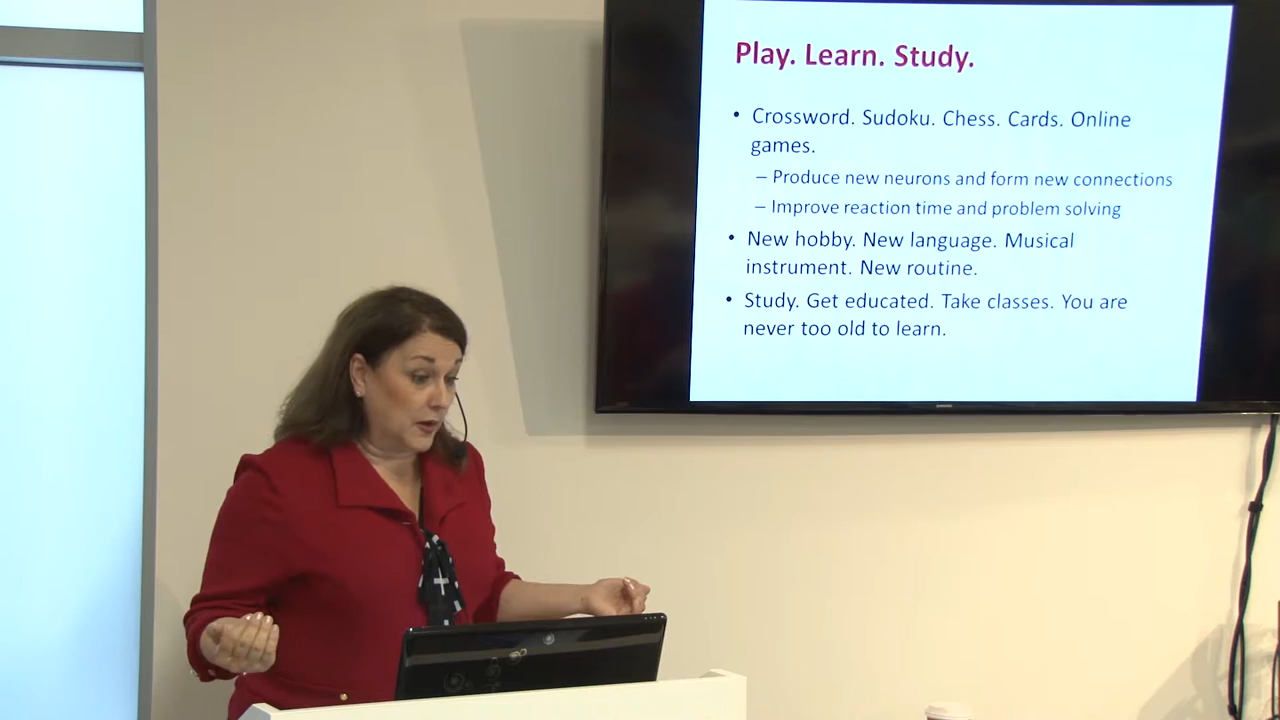 Play. Learn. Study.
• Crossword. Sudoku. Chess. Cards. Online
games.
– Produce new neurons and form new connections
– Improve reaction time and problem solving
• New hobby. New language. Musical
instrument. New routine.
• Study. Get educated. Take classes. You are
never too old to learn.